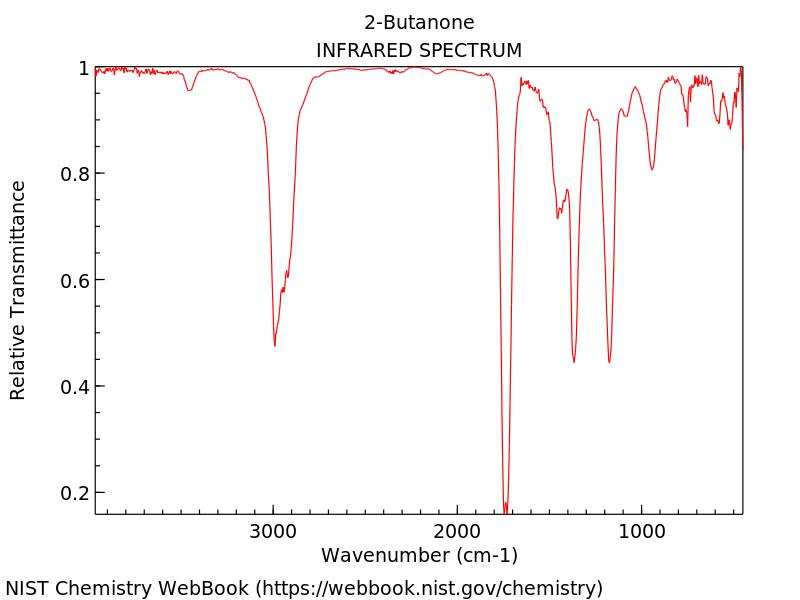 2-Butanone
INFRARED SPECTRUM
1
0.8
0.6
0.4
0.2
Relative Transmittance
3000 2000 1000
Wavenumber (cm-1)
NIST Chemistry WebBook (https://webbook.nist.gov/chemistry)